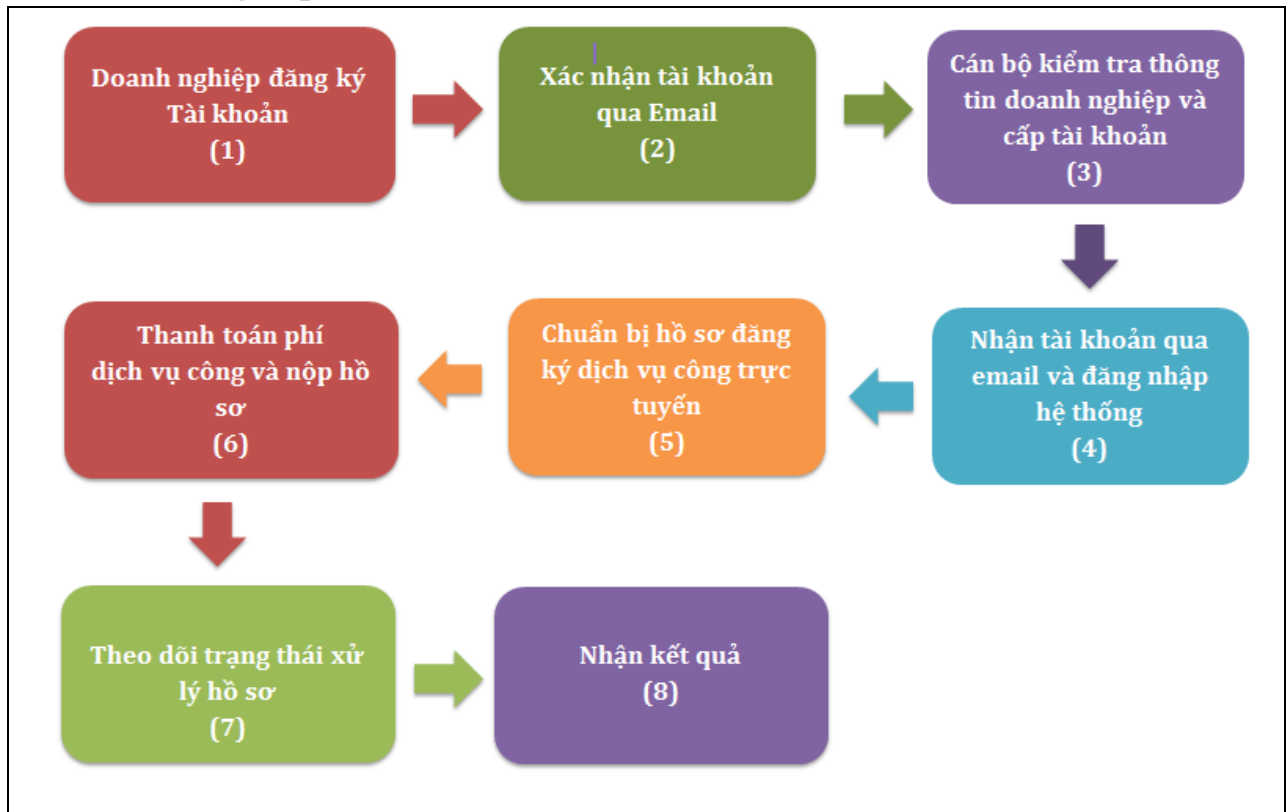 Doanh nghiệp đăng ký
Tài khoản
(1)
Xác nhận tài khoản
qua Email
(2)
Cán bộ kiểm tra thông
tin doanh nghiệp và
cấp tài khoản
(3)
Nhận tài khoản qua
email và đăng nhập
hệ thống
(4)
Chuẩn bị hồ sơ đăng
ký dịch vụ công trực
tuyến
(5)
Thanh toán phí
dịch vụ công và nộp hồ
sơ
(6)
Theo dõi trạng thái xử
lý hồ sơ
(7)
Nhận kết quả
(8)